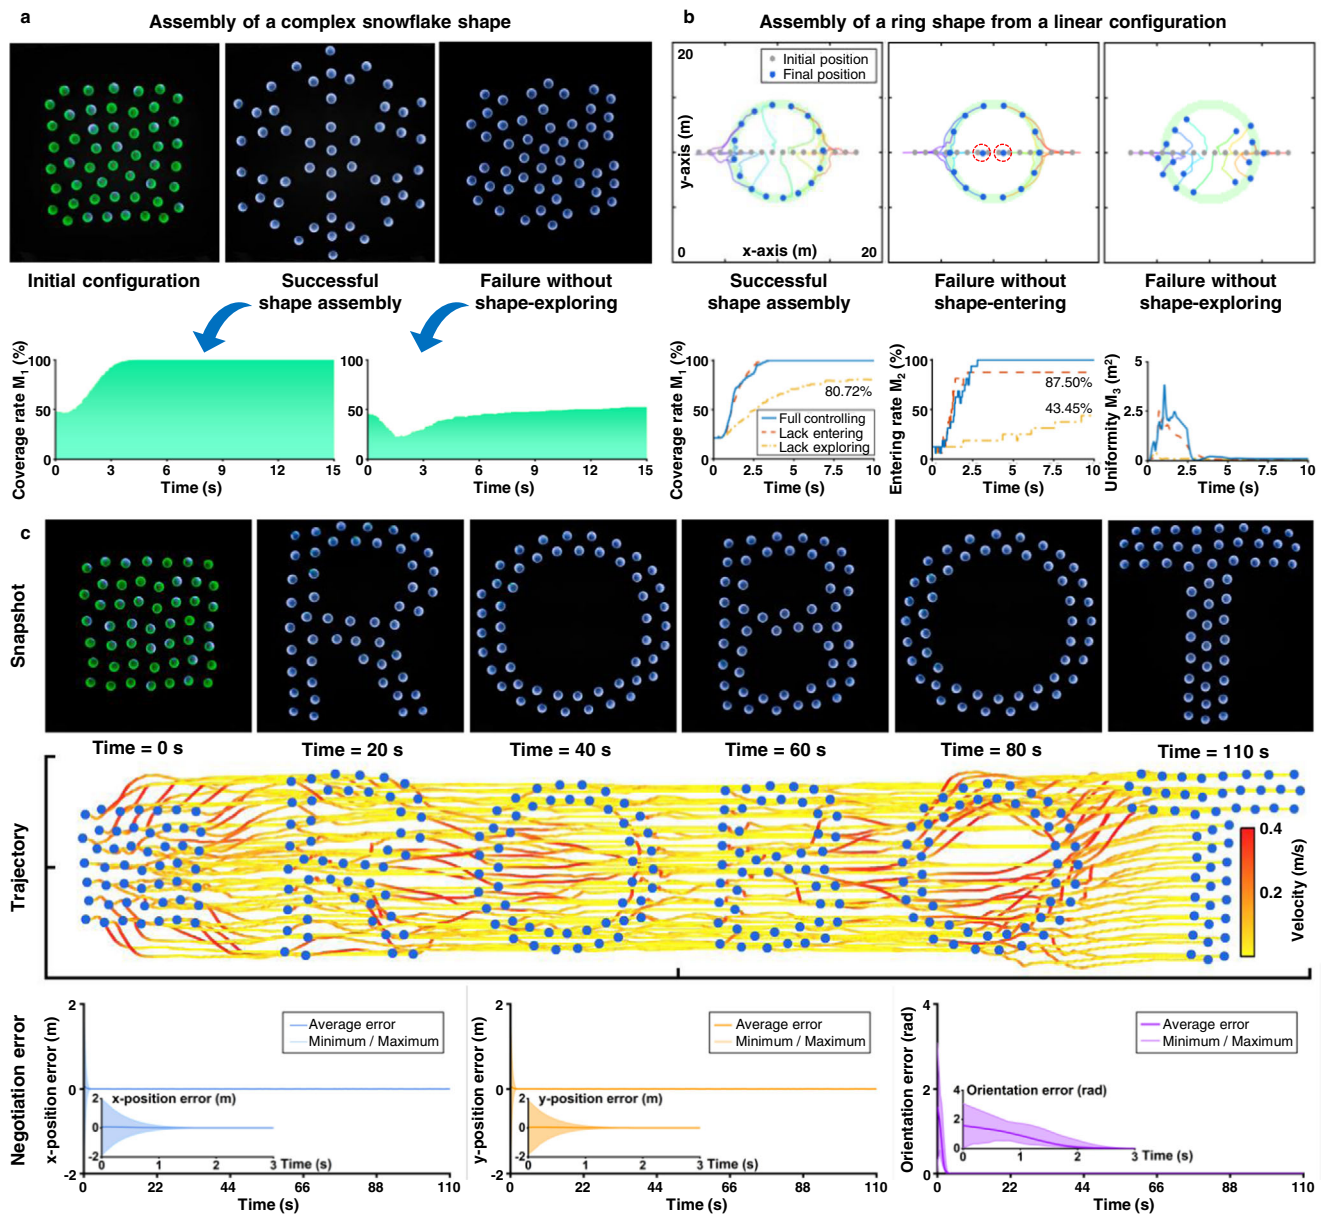 a
Assembly of a complex snowflake shape
Initial configuration
Successful
shape assembly
Failure without
shape-exploring
Coverage rate M1 (%)
100
50
0
0 3 6 9 12 15
Time (s)
100
50
0
0 3 6 9 12 15
Time (s)
b
Assembly of a ring shape from a linear configuration
20
y-axis (m)
0
x-axis (m)
20
Initial position
Final position
Successful
shape assembly
Failure without
shape-entering
Failure without
shape-exploring
Coverage rate M1 (%)
100
50
0
80.72%
Full controlling
Lack entering
Lack exploring
0 2.5 5 7.5 10
Time (s)
Entering rate M2 (%)
100
50
0
87.50%
43.45%
0 2.5 5 7.5 10
Time (s)
Uniformity M3 (m²)
5
2.5
0
0 2.5 5 7.5 10
Time (s)
c
Snapshot
Time = 0 s
Time = 20 s
Time = 40 s
Time = 60 s
Time = 80 s
Time = 110 s
Trajectory
0.4
0.2
Velocity (m/s)
Negotiation error
x-position error (m)
2
0
-2
Average error
Minimum / Maximum
x-position error (m)
2
0
-2
0 1 2 3 Time (s)
0 22 44 66 88 110
Time (s)
y-position error (m)
2
0
-2
Average error
Minimum / Maximum
y-position error (m)
2
0
-2
0 1 2 3 Time (s)
0 22 44 66 88 110
Time (s)
Orientation error (rad)
4
2
0
Average error
Minimum / Maximum
Orientation error (rad)
4
2
0
0 1 2 3
Time (s)
0 22 44 66 88 110
Time (s)